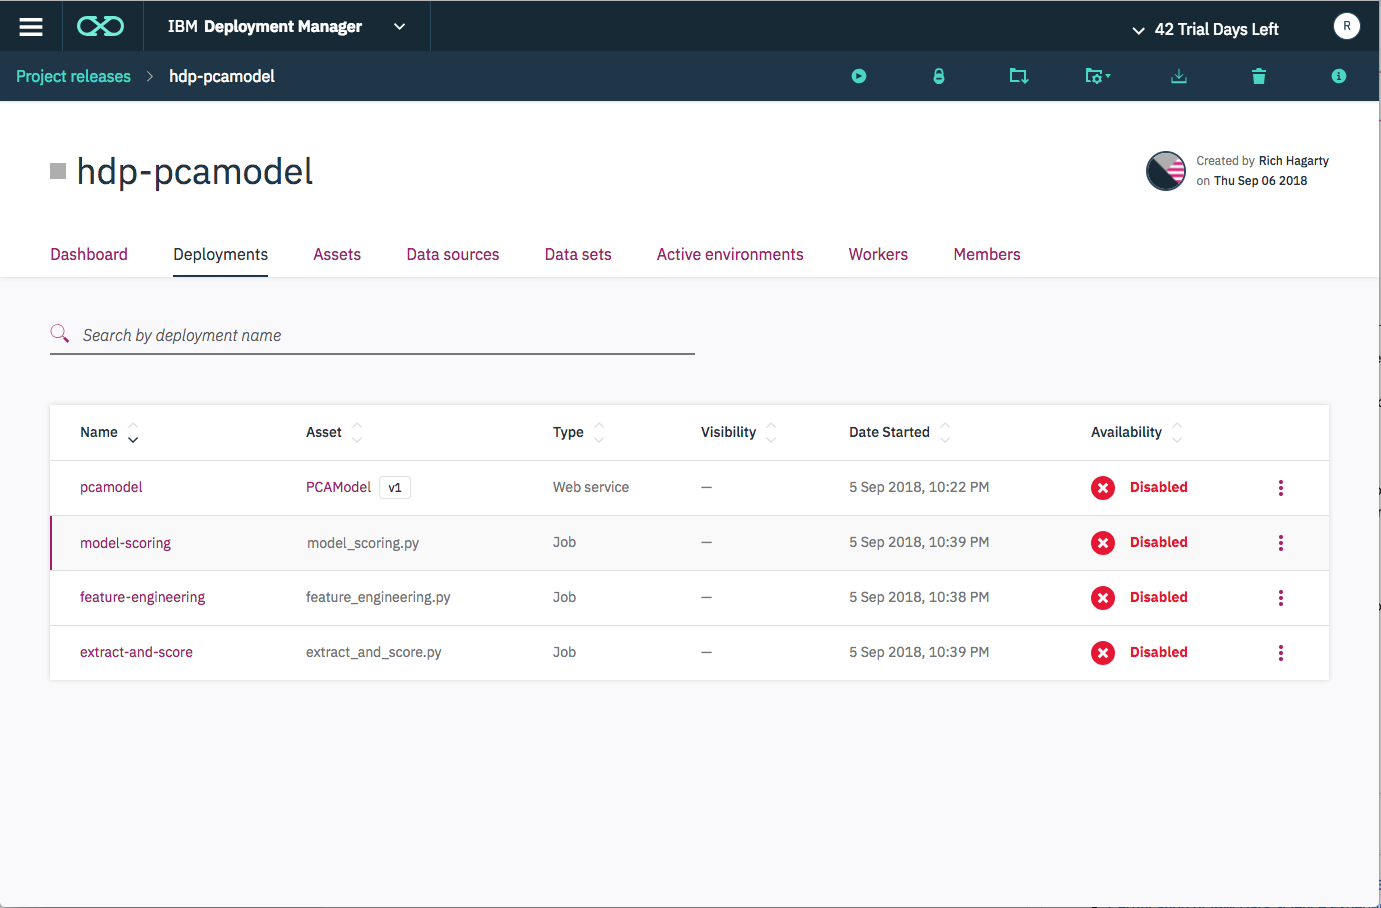 IBM Deployment Manager
42 Trial Days Left
R
Project releases > hdp-pcamodel
hdp-pcamodel
Created by Rich Hagarty
on Thu Sep 06 2018
Dashboard Deployments Assets Data sources Data sets Active environments Workers Members
Search by deployment name
Name Asset Type Visibility Date Started Availability
pcamodel PCAModel v1 Web service — 5 Sep 2018, 10:22 PM Disabled
model-scoring model_scoring.py Job — 5 Sep 2018, 10:39 PM Disabled
feature-engineering feature_engineering.py Job — 5 Sep 2018, 10:38 PM Disabled
extract-and-score extract_and_score.py Job — 5 Sep 2018, 10:39 PM Disabled